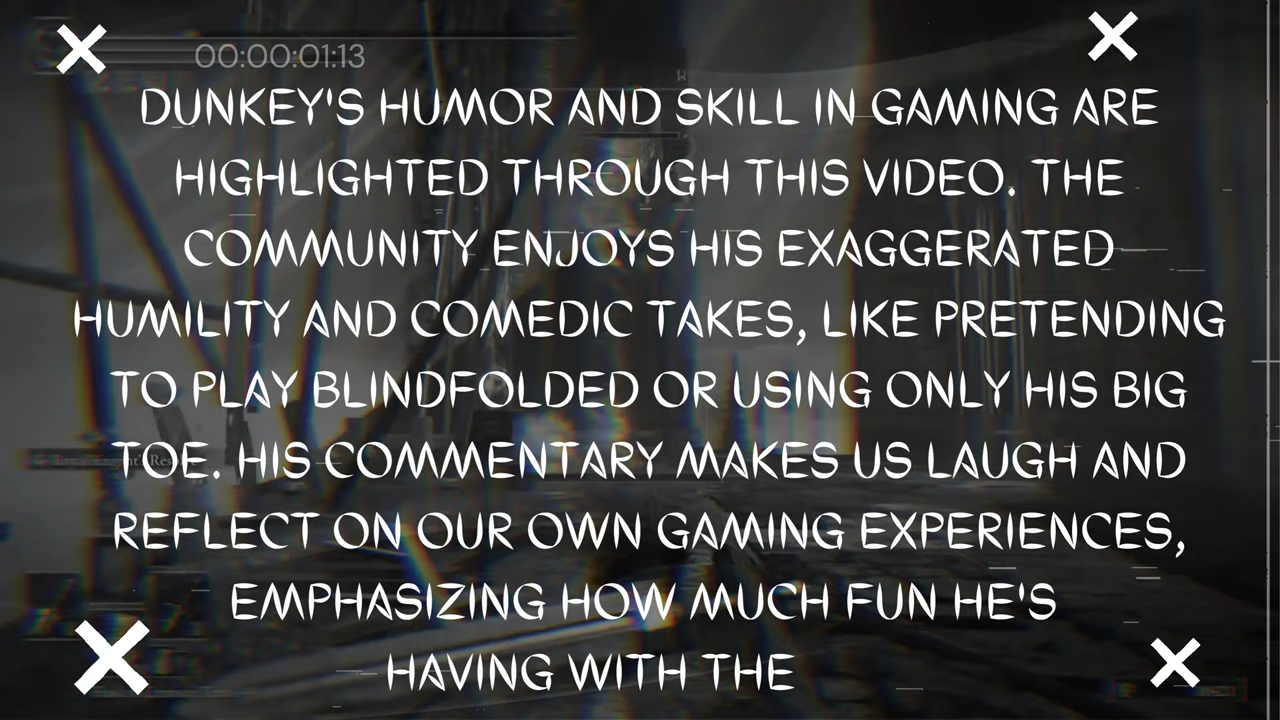 00:00:01:13
DUNKEY'S HUMOR AND SKILL IN GAMING ARE
HIGHLIGHTED THROUGH THIS VIDEO. THE
COMMUNITY ENJOYS HIS EXAGGERATED
HUMILITY AND COMEDIC TAKES, LIKE PRETENDING
TO PLAY BLINDFOLDED OR USING ONLY HIS BIG
TOE. HIS COMMENTARY MAKES US LAUGH AND
REFLECT ON OUR OWN GAMING EXPERIENCES,
EMPHASIZING HOW MUCH FUN HE'S
HAVING WITH THE